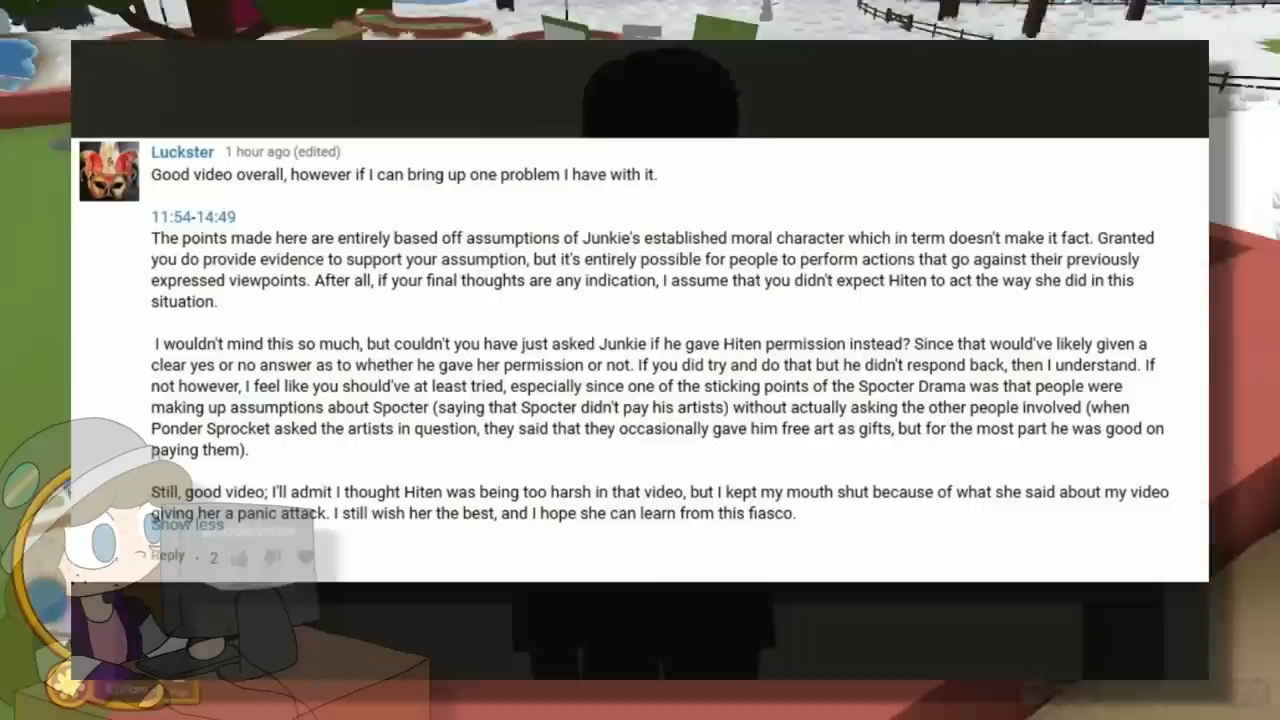 Luckster 1 hour ago (edited)
Good video overall, however if I can bring up one problem I have with it.
11:54-14:49
The points made here are entirely based off assumptions of Junkie's established moral character which in term doesn't make it fact. Granted
you do provide evidence to support your assumption, but it's entirely possible for people to perform actions that go against their previously
expressed viewpoints. After all, if your final thoughts are any indication, I assume that you didn't expect Hiten to act the way she did in this
situation.
I wouldn't mind this so much, but couldn't you have just asked Junkie if he gave Hiten permission instead? Since that would've likely given a
clear yes or no answer as to whether he gave her permission or not. If you did try and do that but he didn't respond back, then I understand. If
not however, I feel like you should've at least tried, especially since one of the sticking points of the Spocter Drama was that people were
making up assumptions about Spocter (saying that Spocter didn't pay his artists) without actually asking the other people involved (when
Ponder Sprocket asked the artists in question, they said that they occasionally gave him free art as gifts, but for the most part he was good on
paying them).
Still, good video; I'll admit I thought Hiten was being too harsh in that video, but I kept my mouth shut because of what she said about my video
giving her a panic attack. I still wish her the best, and I hope she can learn from this fiasco.
Show less
Reply · 2